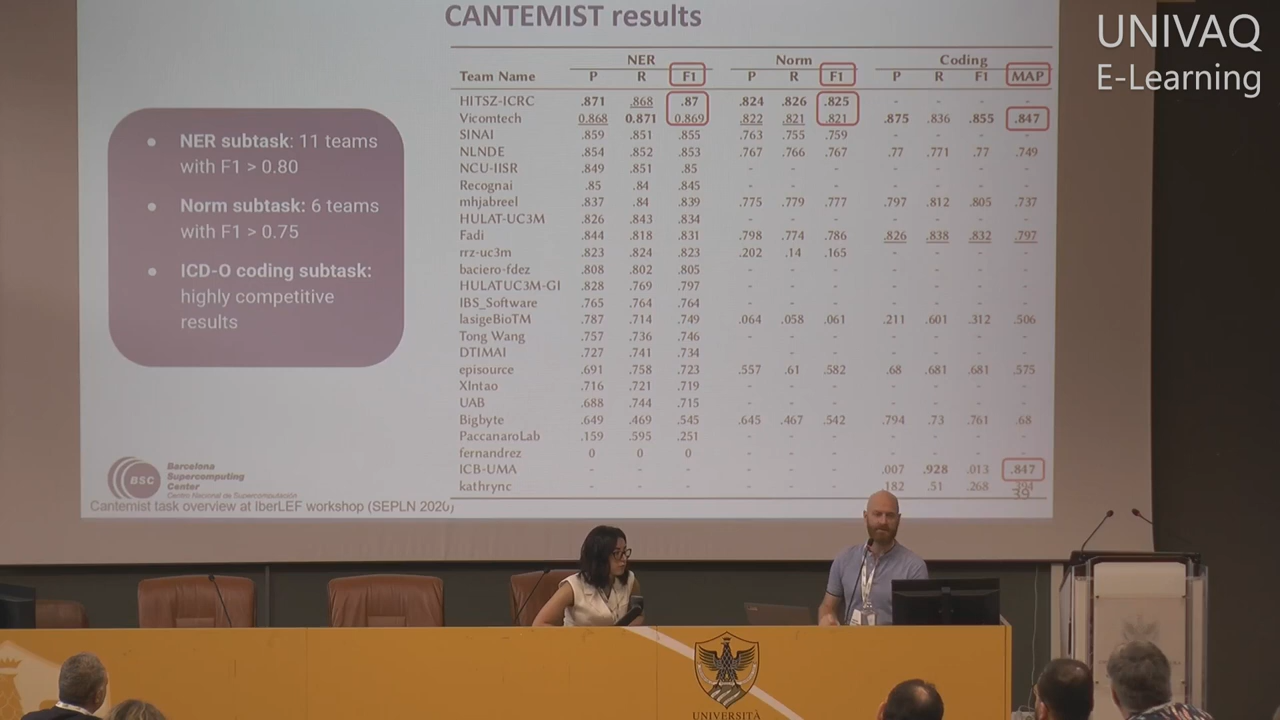 CANTEMIST results
UNIVAQ
E-Learning
NER Norm Coding
Team Name P R F1 P R F1 P R F1 MAP
HITSZ-ICRC .871 .868 .87 .824 .826 .825 - - - -
Vicomtech 0.868 0.871 0.869 .822 .821 .821 .875 .836 .855 .847
SINAI .859 .851 .855 .763 .755 .759 - - - -
NLNDE .854 .852 .853 .767 .766 .767 .77 .771 .77 .749
NCU-IISR .849 .851 .85 - - - - - - -
Recognai .85 .84 .845 - - - - - - -
mhjabreel .837 .84 .839 .775 .779 .777 .797 .812 .805 .737
HULAT-UC3M .826 .843 .834 - - - - - - -
Fadi .844 .818 .831 .798 .774 .786 .826 .838 .832 .797
rrz-uc3m .823 .824 .823 .202 .14 .165 - - - -
baciero-fdez .808 .802 .805 - - - - - - -
HULATUC3M-GI .828 .769 .797 - - - - - - -
IBS_Software .765 .764 .764 - - - - - - -
lasigeBioTM .787 .714 .749 .064 .058 .061 .211 .601 .312 .506
Tong Wang .757 .736 .746 - - - - - - -
DTIMAI .727 .741 .734 - - - - - - -
episource .691 .758 .723 .557 .61 .582 .68 .681 .681 .575
XIntao .716 .721 .719 - - - - - - -
UAB .688 .744 .715 - - - - - - -
Bigbyte .649 .469 .545 .645 .467 .542 .794 .73 .761 .68
PaccanaroLab .159 .595 .251 - - - - - - -
fernandrez 0 0 0 - - - - - - -
ICB-UMA - - - - - - .007 .928 .013 .847
kathrync - - - - - - .182 .51 .268
39
• NER subtask: 11 teams
with F1 > 0.80
• Norm subtask: 6 teams
with F1 > 0.75
• ICD-O coding subtask:
highly competitive
results
BSC
Barcelona
Supercomputing
Center
Centro Nacional de Supercomputación
Cantemist task overview at IberLEF workshop (SEPLN 2020)
UNIVERSITÀ